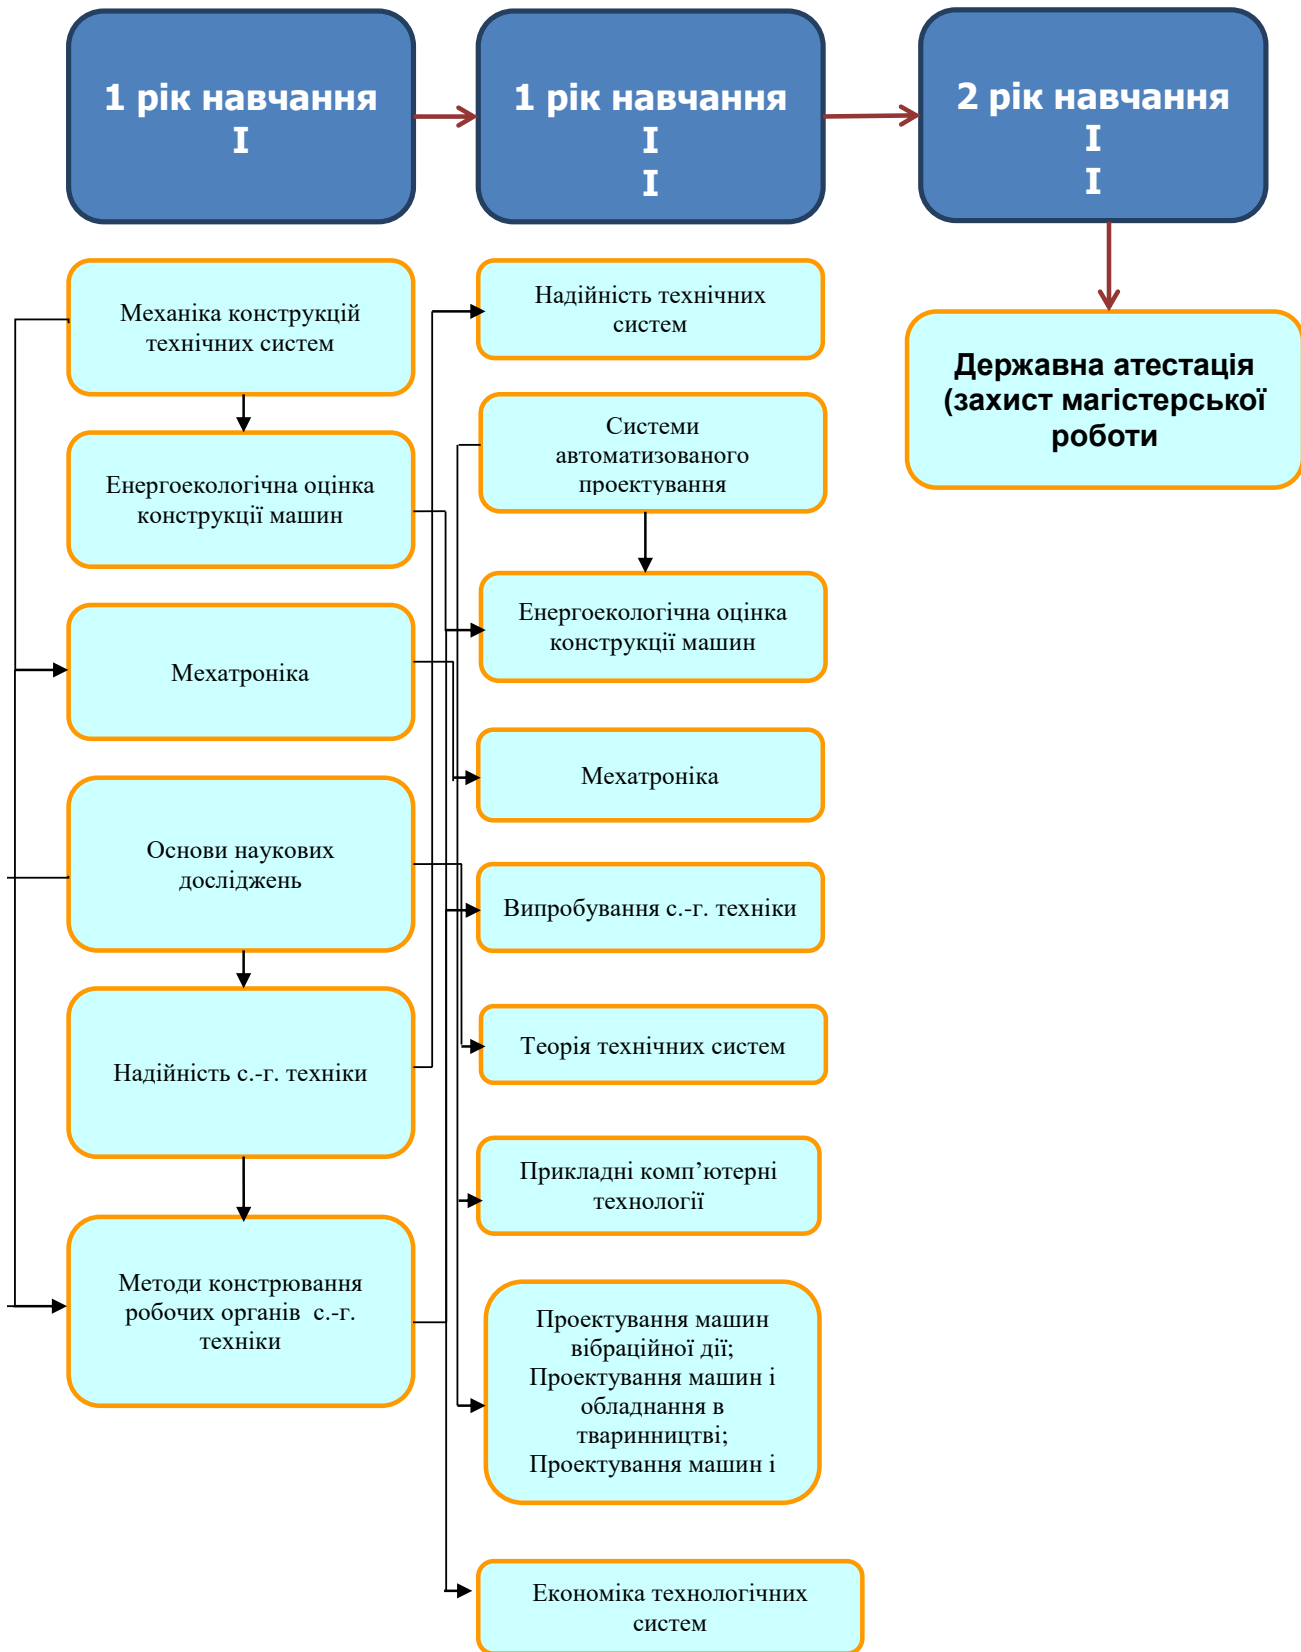 1 рік навчання
I
1 рік навчання
I
I
2 рік навчання
I
I
Механіка конструкцій
технічних систем
Енергоекологічна оцінка
конструкції машин
Мехатроніка
Основи наукових
досліджень
Надійність с.-г. техніки
Методи констрювання
робочих органів с.-г.
техніки
Надійність технічних
систем
Системи
автоматизованого
проектування
Енергоекологічна оцінка
конструкції машин
Мехатроніка
Випробування с.-г. техніки
Теорія технічних систем
Прикладні комп’ютерні
технології
Проектування машин
вібраційної дії;
Проектування машин і
обладнання в
тваринництві;
Проектування машин і
Економіка технологічних
систем
Державна атестація
(захист магістерської
роботи